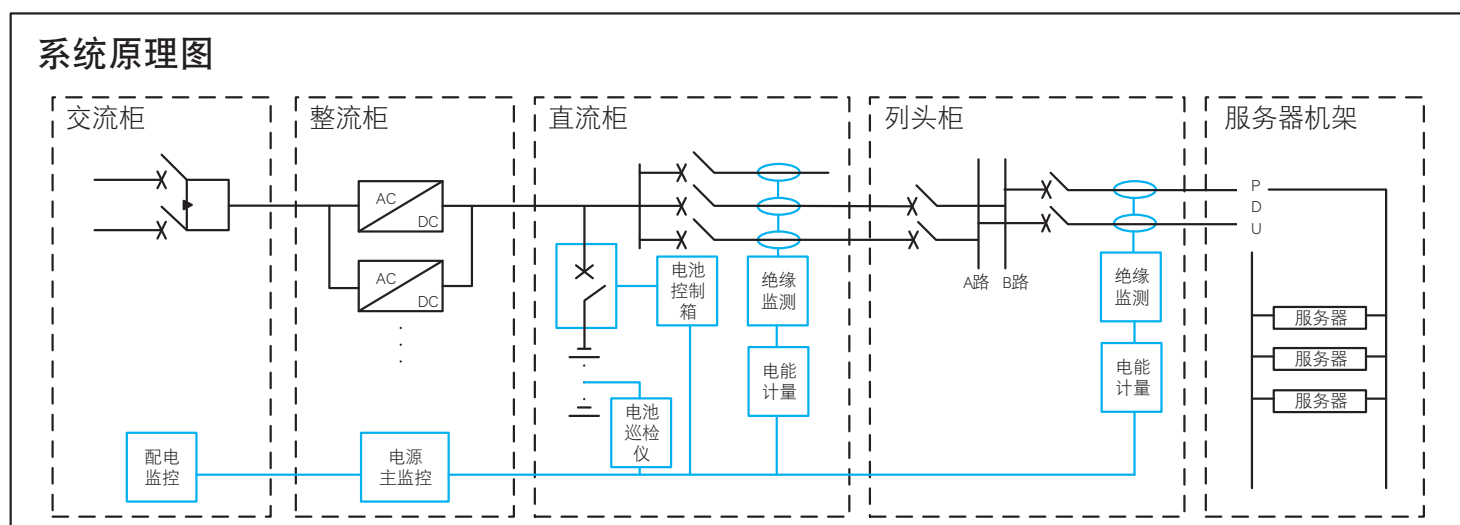 系统原理图
交流柜
整流柜
直流柜
列头柜
服务器机架
AC
DC
AC
DC
电池
控制
箱
绝缘
监测
电能
计量
电池
巡检
仪
配电
监控
电源
主监控
A路
B路
绝缘
监测
电能
计量
P
D
U
服务器
服务器
服务器